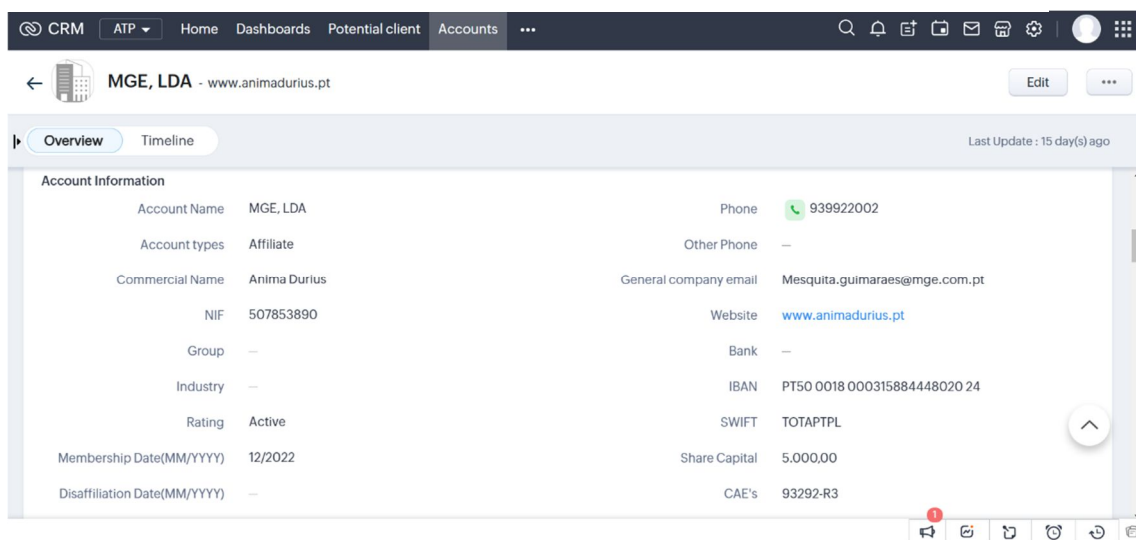 CRM ATP Home Dashboards Potential client Accounts •••
MGE, LDA - www.animadurius.pt Edit •••
Overview Timeline Last Update : 15 day(s) ago
Account Information
Account Name MGE, LDA Phone 939922002
Account types Affiliate Other Phone —
Commercial Name Anima Durius General company email Mesquita.guimaraes@mge.com.pt
NIF 507853890 Website www.animadurius.pt
Group — Bank —
Industry — IBAN PT50 0018 000315884448020 24
Rating Active SWIFT TOTAPTPL
Membership Date(MM/YYYY) 12/2022 Share Capital 5.000,00
Disaffiliation Date(MM/YYYY) — CAE's 93292-R3
1